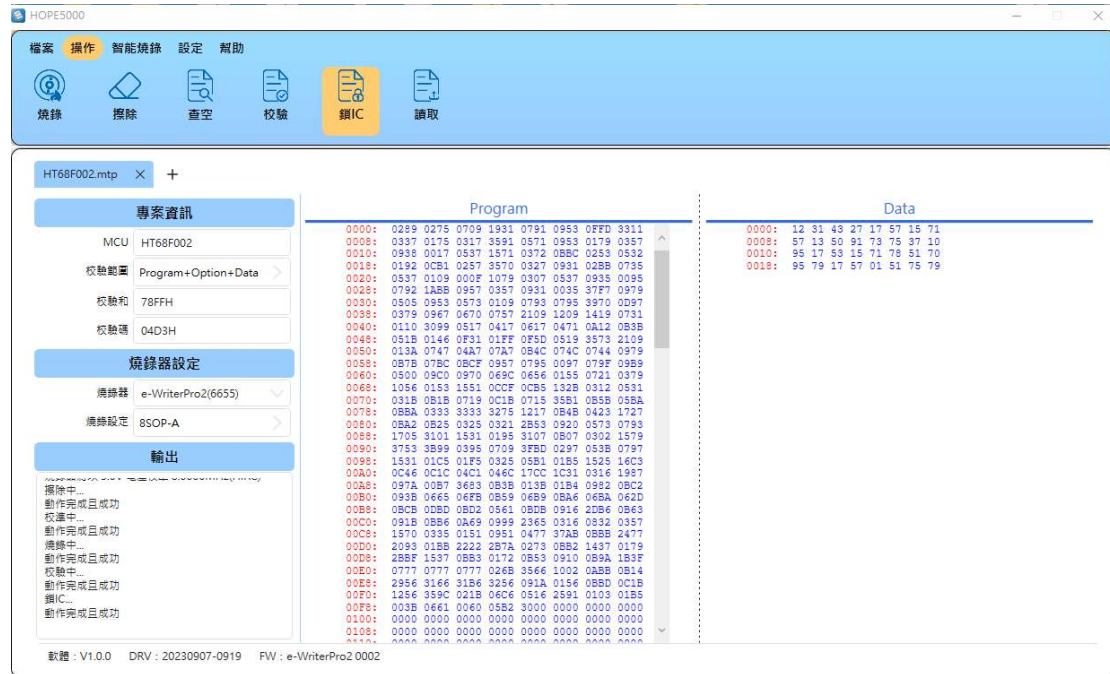 HOPE5000
檔案 操作 智能燒錄 設定 幫助
燒錄 擦除 查空 校驗 鎖IC 讀取
HT68F002.mtp
專案資訊
MCU HT68F002
校驗範圍 Program+Option+Data
校驗和 78FFH
校驗碼 04D3H
燒錄器設定
燒錄器 e-WriterPro2(6655)
燒錄設定 8SOP-A
輸出
擦除中...
動作完成且成功
校準中...
動作完成且成功
燒錄中...
動作完成且成功
校驗中...
動作完成且成功
鎖IC...
動作完成且成功
Program
0000: 0289 0275 0709 1931 0791 0953 0FFD 3311
0008: 0337 0175 0317 3591 0571 0953 0179 0357
0010: 0938 0017 0537 1571 0372 0BBC 0253 0532
0018: 0192 0CB1 0257 3570 0327 0931 02BB 0735
0020: 0537 0109 000F 1079 0307 0537 0935 0095
0028: 0792 1ABB 0957 0357 0931 0035 37F7 0979
0030: 0505 0953 0573 0109 0793 0795 3970 0D97
0038: 0379 0967 0670 0757 2109 1209 1419 0731
0040: 0110 3099 0517 0417 0617 0471 0A12 0B3B
0048: 051B 0146 0F31 01FF 0F5D 0519 3573 2109
0050: 013A 0747 04A7 07A7 0B4C 074C 0744 0979
0058: 0B7B 07BC 0BCF 0957 0795 0097 079F 09B9
0060: 0500 09C0 0970 069C 0656 0155 0721 0379
0068: 1056 0153 1551 0CCF 0CB5 132B 0312 0531
0070: 031B 0B1B 0719 0C1B 0715 35B1 0B5B 05BA
0078: 0BBA 0333 3333 3275 1217 0B4B 0423 1727
0080: 0BA2 0B25 0325 0321 2B53 0920 0573 0793
0088: 1705 3101 1531 0195 3107 0B07 0302 1579
0090: 3753 3B99 0395 0709 3FBD 0297 053B 0797
0098: 1531 01C5 01F5 0325 05B1 01B5 1525 16C3
00A0: 0C46 0C1C 04C1 046C 17CC 1C31 0316 1987
00A8: 097A 00B7 3683 0B3B 013B 01B4 0982 0BC2
00B0: 093B 0665 06FB 0B59 06B9 0BA6 06BA 062D
00B8: 0BCB 0DBD 0BD2 0561 0BDB 0916 2DB6 0B63
00C0: 091B 0BB6 0A69 0999 2365 0316 0832 0357
00C8: 1570 0335 0151 0951 0477 37AB 0BBB 2477
00D0: 2093 01BB 2222 2B7A 0273 0BB2 1437 0179
00D8: 2BBF 1537 0BB3 0172 0B53 0910 0B9A 1B3F
00E0: 0777 0777 0777 026B 3566 1002 0ABB 0B14
00E8: 2956 3166 31B6 3256 091A 0156 0BBD 0C1B
00F0: 1256 359C 021B 06C6 0516 2591 0103 01B5
00F8: 003B 0661 0060 05B2 3000 0000 0000 0000
0100: 0000 0000 0000 0000 0000 0000 0000 0000
0108: 0000 0000 0000 0000 0000 0000 0000 0000
Data
0000: 12 31 43 27 17 57 15 71
0008: 57 13 50 91 73 75 37 10
0010: 95 17 53 15 71 78 51 70
0018: 95 79 17 57 01 51 75 79
軟體：V1.0.0 DRV：20230907-0919 FW：e-WriterPro2 0002